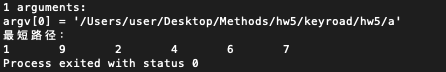 1 arguments:
argv[0] = '/Users/user/Desktop/Methods/hw5/keyroad/hw5/a'
最短路径：
1 9 2 4 6 7
Process exited with status 0